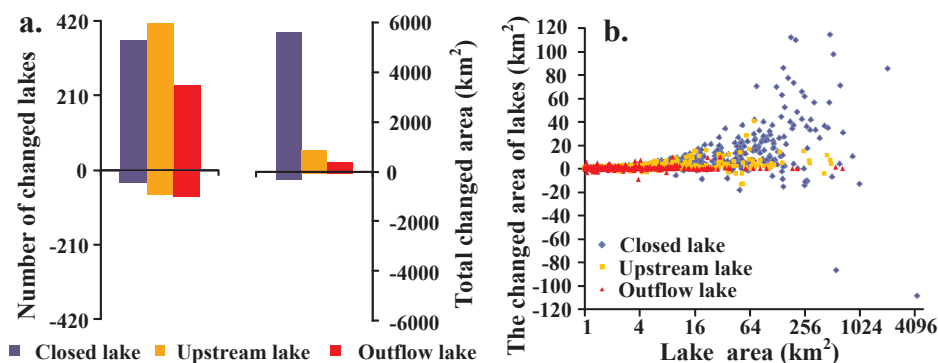 a.
Number of changed lakes
420
210
0
-210
-420
Total changed area (km²)
6000
4000
2000
0
-2000
-4000
-6000
Closed lake Upstream lake Outflow lake
b.
The changed area of lakes (km²)
120
100
80
60
40
20
0
-20
-40
-60
-80
-100
-120
Closed lake
Upstream lake
Outflow lake
1 4 16 64 256 1024 4096
Lake area (km²)